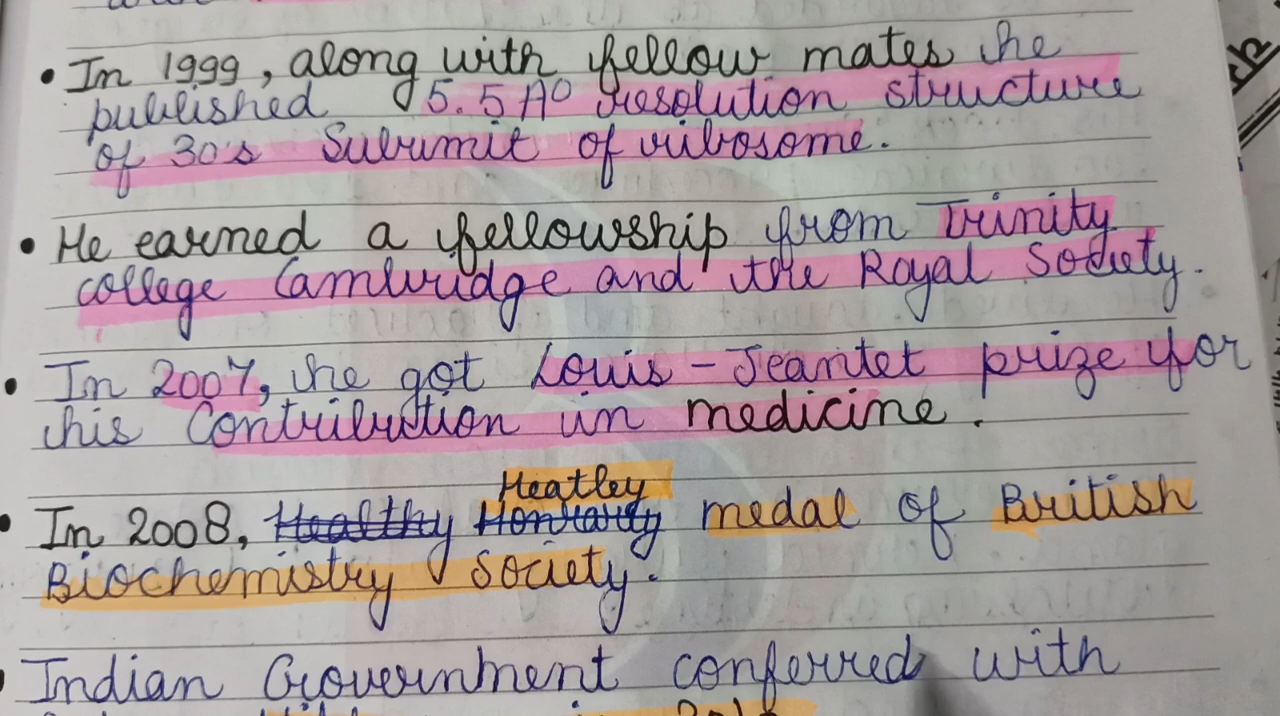 • In 1999, along with fellow mates he
published 5.5 A° resolution structure
of 30's Subunit of ribosome.
• He earned a fellowship from Trinity
college Cambridge and the Royal Society.
• In 2007, he got Louis-Jeantet prize for
his Contribution in medicine.
Heatley
• In 2008, Healthy Honrarty medal of British
Biochemistry Society.
• Indian Government conferred with